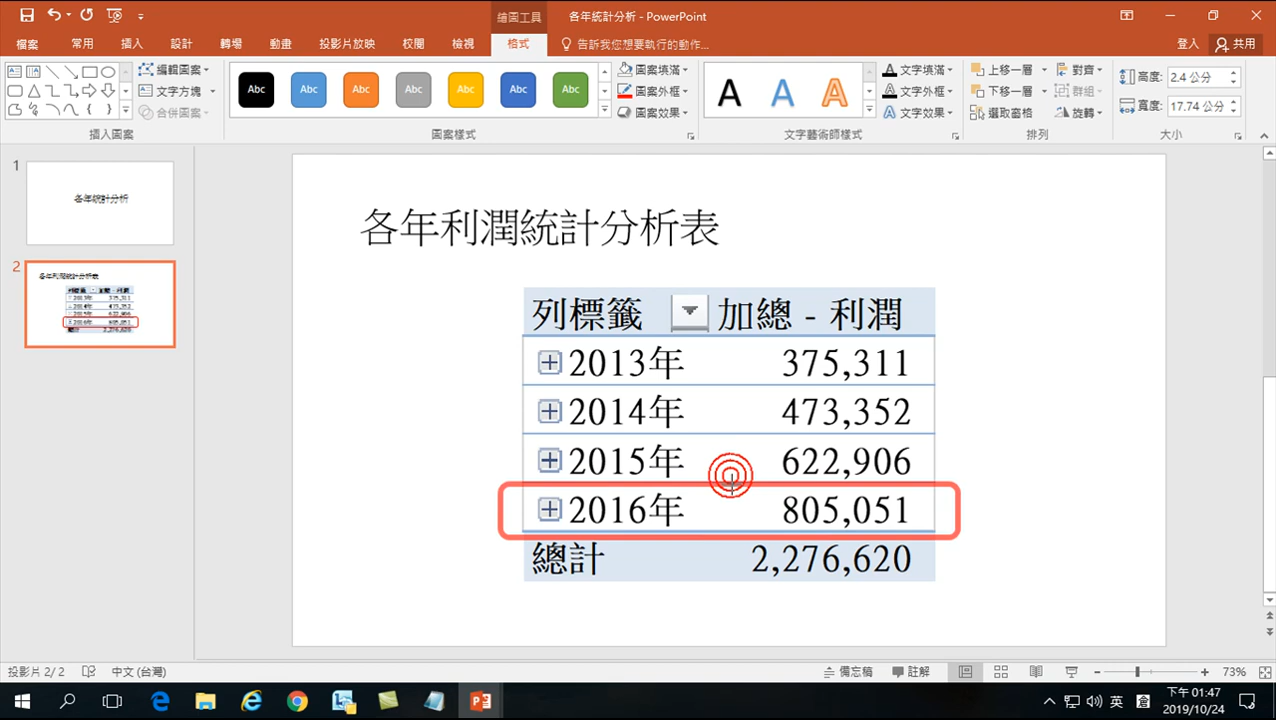 繪圖工具
各年統計分析 - PowerPoint
檔案 常用 插入 設計 轉場 動畫 投影片放映 校閱 檢視 格式 告訴我您想要執行的動作... 登入 共用
編輯圖案
文字方塊
合併圖案
插入圖案
Abc Abc Abc Abc Abc Abc Abc
圖案填滿
圖案外框
圖案效果
圖案樣式
A A A
文字填滿
文字外框
文字效果
文字藝術師樣式
上移一層 對齊
下移一層 群組
選取窗格 旋轉
排列
高度: 2.4 公分
寬度: 17.74 公分
大小
1
各年統計分析
2
各年利潤統計分析表
各年利潤統計分析表
列標籤 加總 - 利潤
2013年 375,311
2014年 473,352
2015年 622,906
2016年 805,051
總計 2,276,620
投影片 2/2 中文 (台灣) 備忘稿 註解 73%
英 下午 01:47
2019/10/24